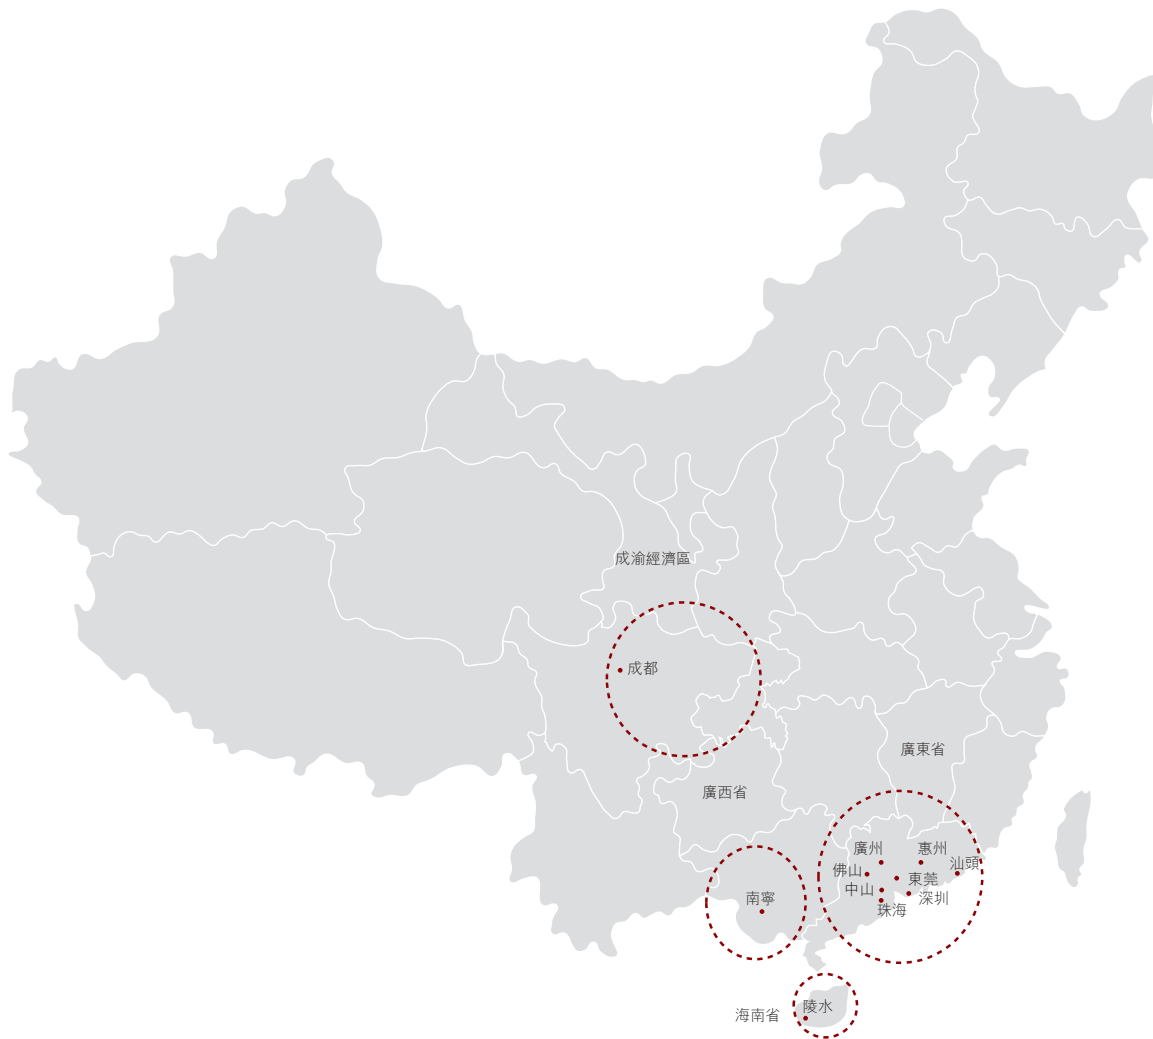 成渝經濟區
成都
廣東省
廣西省
廣州
惠州
汕頭
佛山
東莞
中山
深圳
珠海
南寧
陵水
海南省